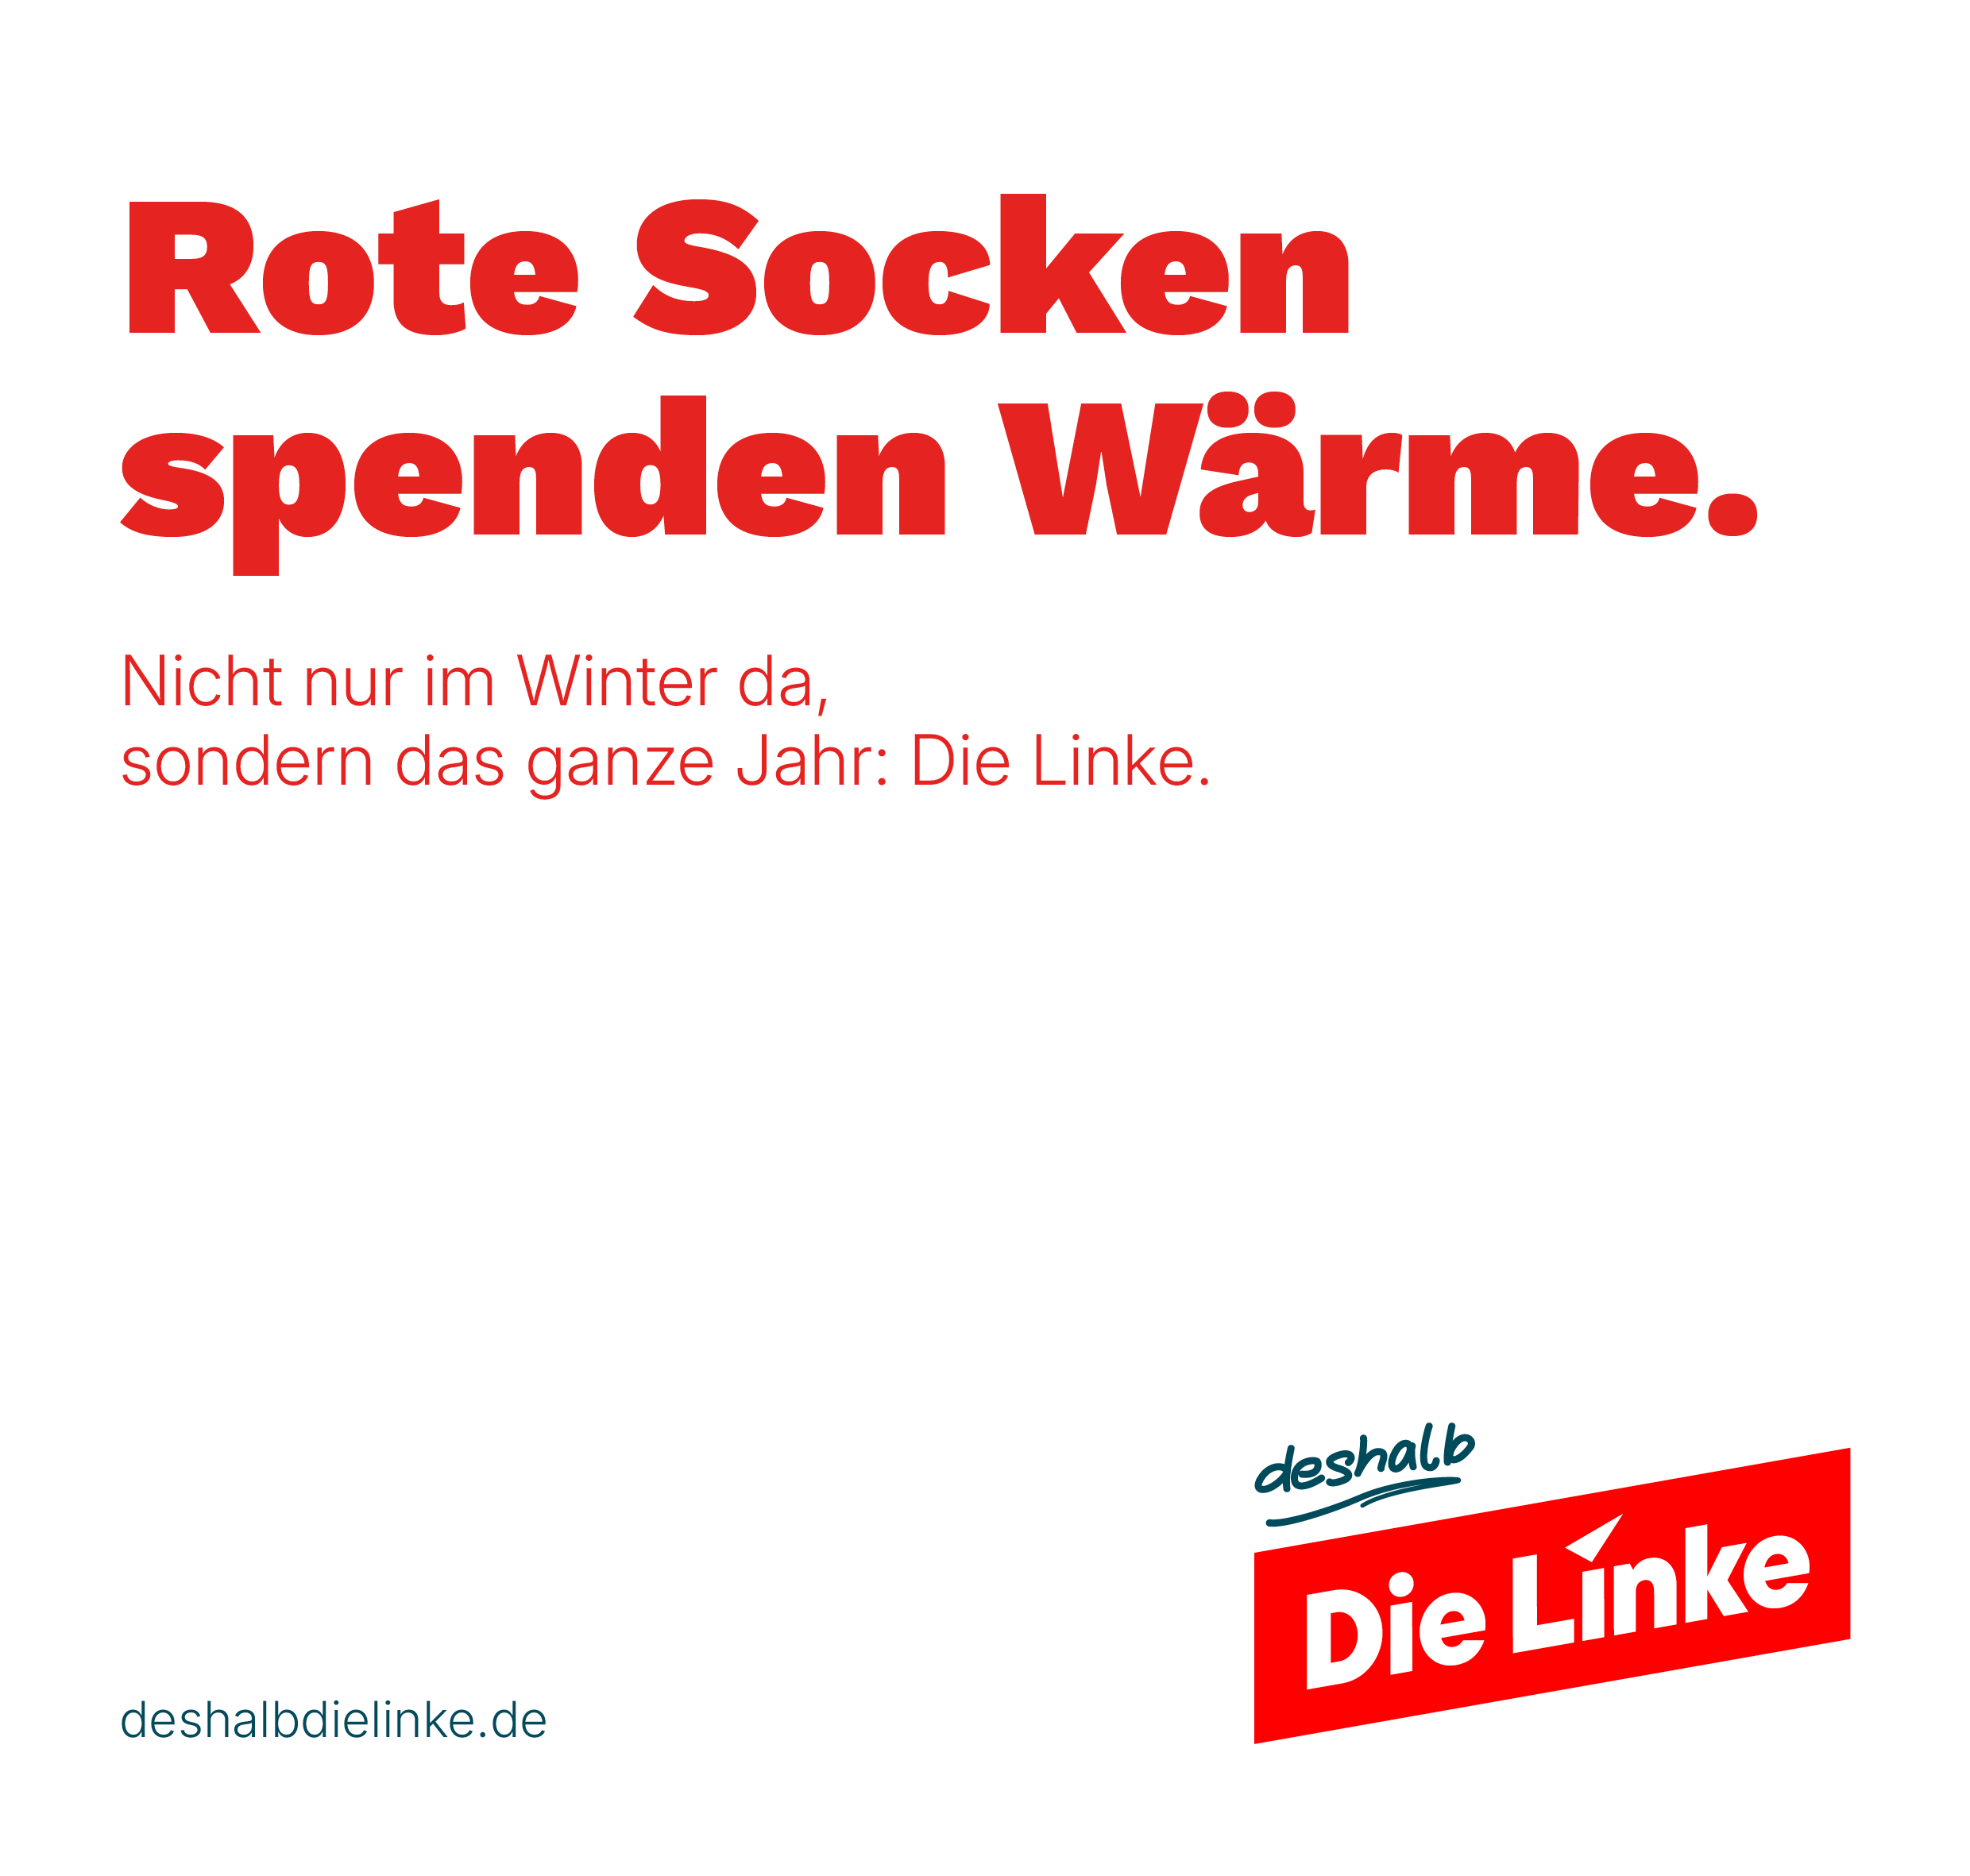 Rote Socken
spenden Wärme.
Nicht nur im Winter da,
sondern das ganze Jahr: Die Linke.
deshalb
Die Linke
deshalbdielinke.de